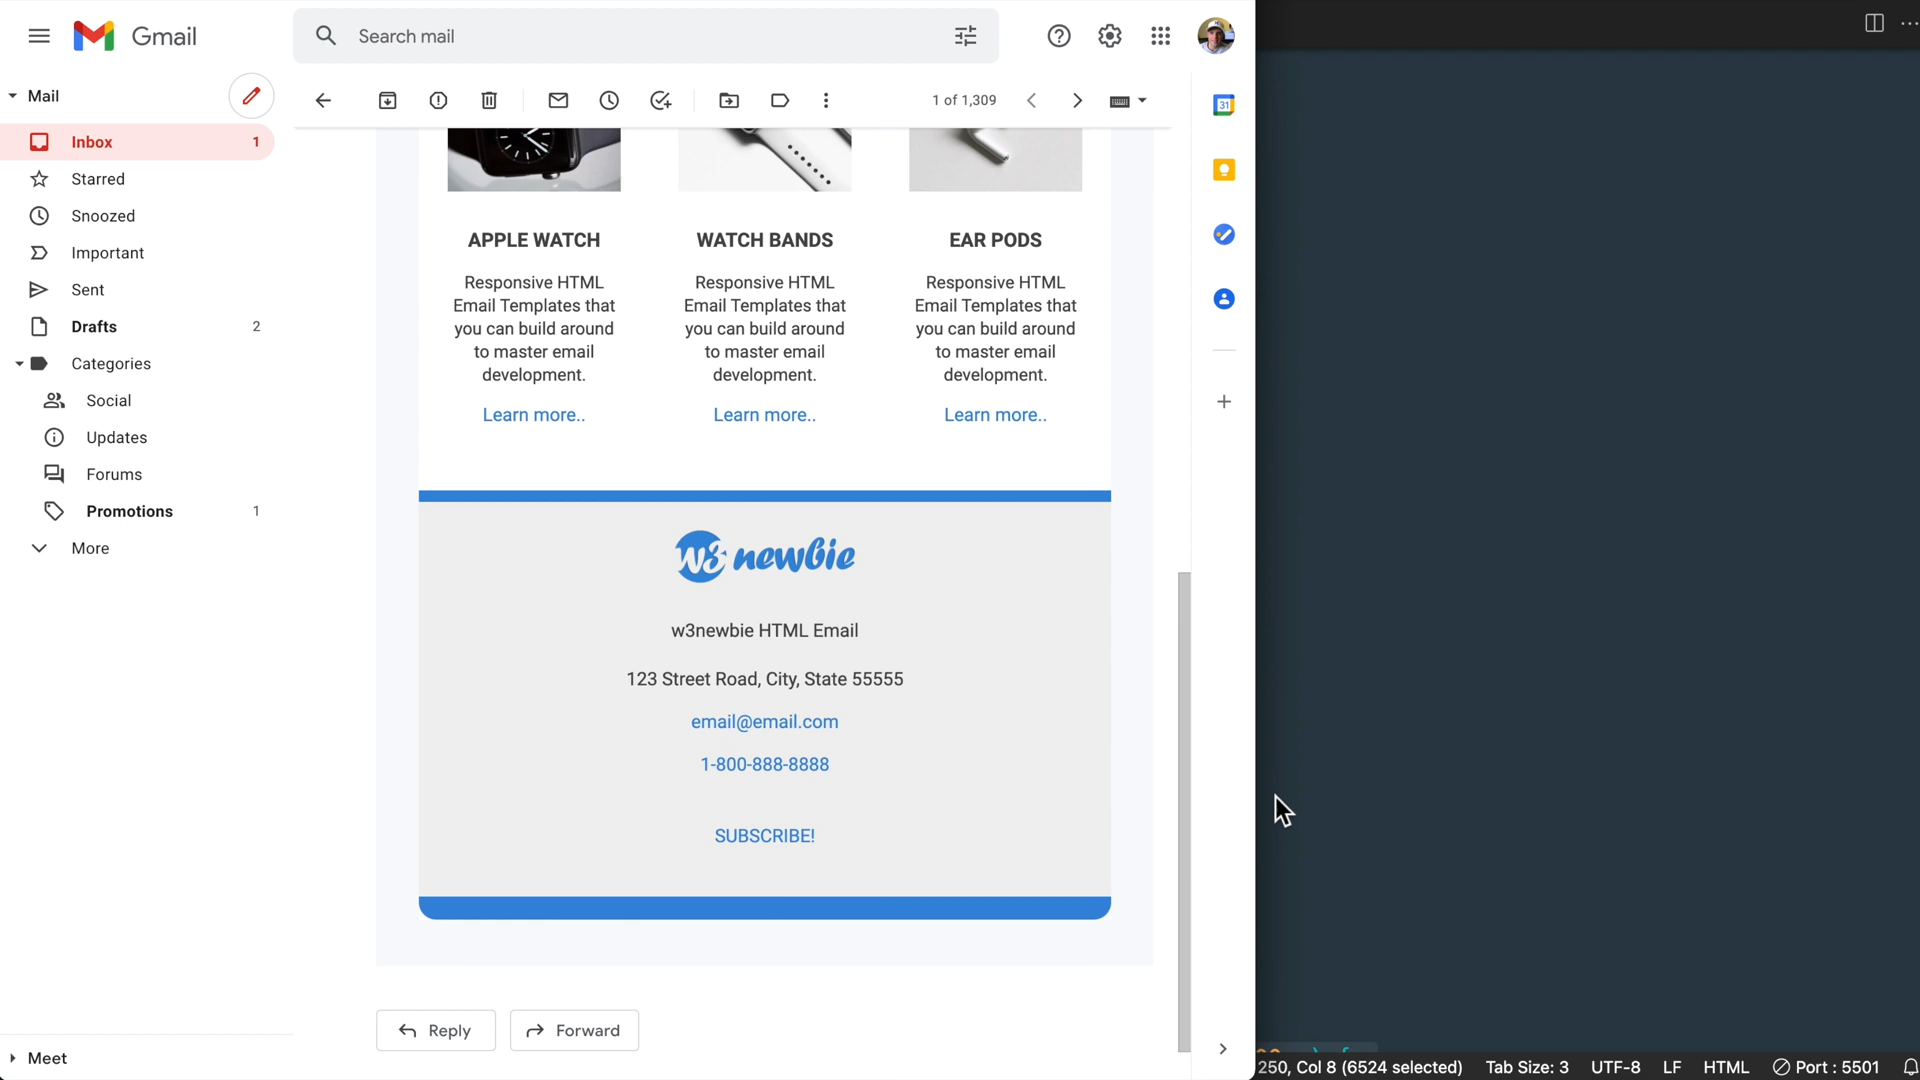 Gmail
Search mail
Mail
1 of 1,309
31
Inbox 1
Starred
Snoozed
Important
Sent
Drafts 2
Categories
Social
Updates
Forums
Promotions 1
More
APPLE WATCH
Responsive HTML
Email Templates that
you can build around
to master email
development.
Learn more..
WATCH BANDS
Responsive HTML
Email Templates that
you can build around
to master email
development.
Learn more..
EAR PODS
Responsive HTML
Email Templates that
you can build around
to master email
development.
Learn more..
w3 newbie
w3newbie HTML Email
123 Street Road, City, State 55555
email@email.com
1-800-888-8888
SUBSCRIBE!
Reply
Forward
Meet
250, Col 8 (6524 selected) Tab Size: 3 UTF-8 LF HTML Port : 5501